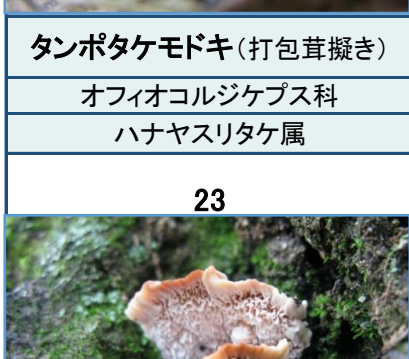 タンポタケモドキ(打包茸擬き)
オフィオコルジケプス科
ハナヤスリタケ属
23